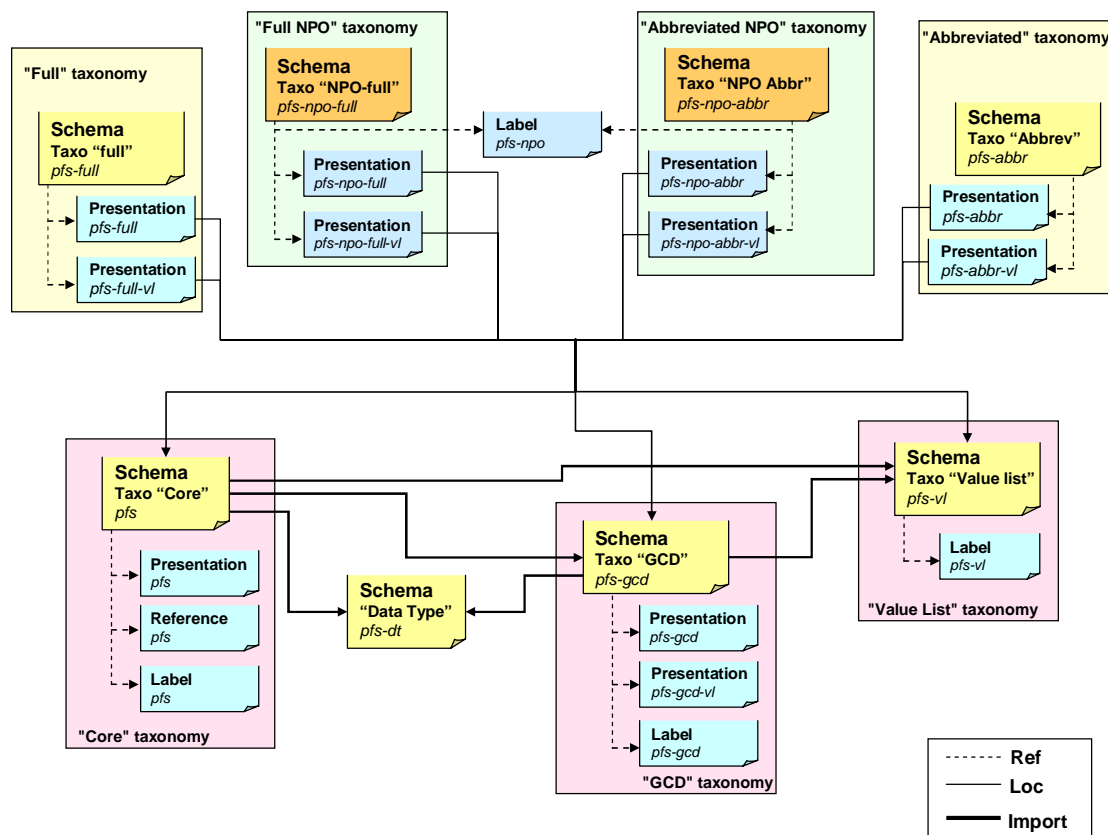 "Full" taxonomy
Schema
Taxo “full”
pfs-full
Presentation
pfs-full
Presentation
pfs-full-vl
"Full NPO" taxonomy
Schema
Taxo “NPO-full”
pfs-npo-full
Presentation
pfs-npo-full
Presentation
pfs-npo-full-vl
Label
pfs-npo
"Abbreviated NPO" taxonomy
Schema
Taxo “NPO Abbr”
pfs-npo-abbr
Presentation
pfs-npo-abbr
Presentation
pfs-npo-abbr-vl
"Abbreviated" taxonomy
Schema
Taxo “Abbrev”
pfs-abbr
Presentation
pfs-abbr
Presentation
pfs-abbr-vl
Schema
Taxo “Core”
pfs
Presentation
pfs
Reference
pfs
Label
pfs
"Core" taxonomy
Schema
“Data Type”
pfs-dt
Schema
Taxo “GCD”
pfs-gcd
Presentation
pfs-gcd
Presentation
pfs-gcd-vl
Label
pfs-gcd
"GCD" taxonomy
Schema
Taxo “Value list”
pfs-vl
Label
pfs-vl
"Value List" taxonomy
Ref
Loc
Import